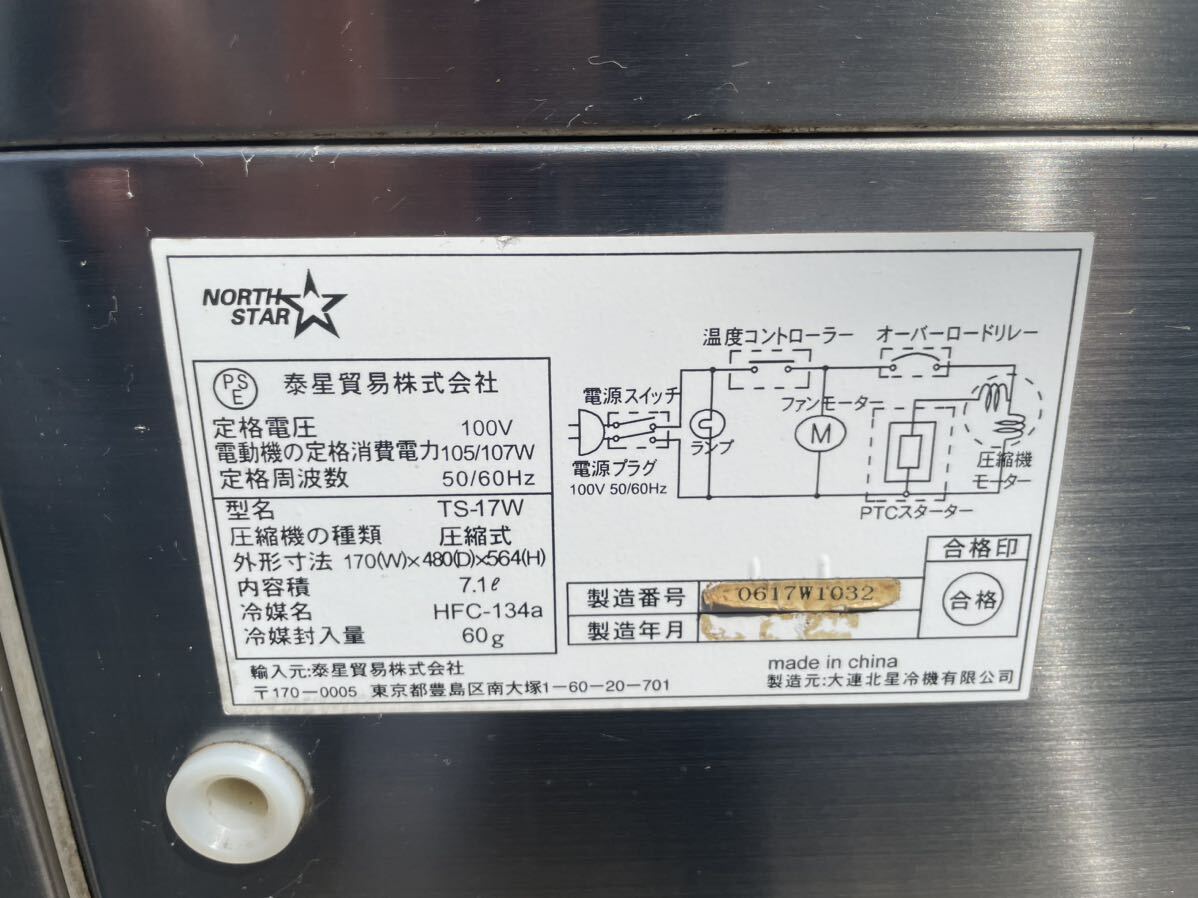 NORTH
STAR
PSE 泰星貿易株式会社
定格電圧 100V
電動機の定格消費電力 105/107W
定格周波数 50/60Hz
型名 TS-17W
圧縮機の種類 圧縮式
外形寸法 170(W)×480(D)×564(H)
内容積 7.1ℓ
冷媒名 HFC-134a
冷媒封入量 60g
温度コントローラー
オーバーロードリレー
電源スイッチ
ファンモーター
M
ランプ
電源プラグ
100V 50/60Hz
圧縮機
モーター
PTCスターター
合格印
合格
製造番号 0617W1032
製造年月
輸入元:泰星貿易株式会社
〒170-0005 東京都豊島区南大塚1-60-20-701
made in china
製造元:大連北星冷機有限公司